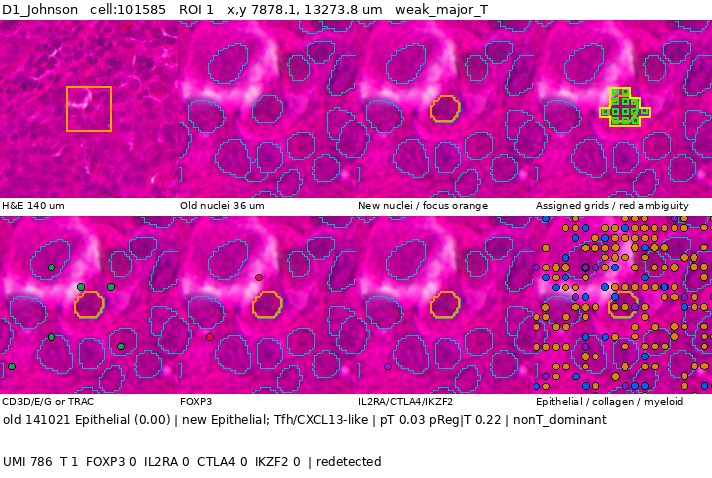 D1_Johnson   cell:101585   ROI 1   x,y 7878.1, 13273.8 um   weak_major_T
H&E 140 um
Old nuclei 36 um
New nuclei / focus orange
Assigned grids / red ambiguity
CD3D/E/G or TRAC
FOXP3
IL2RA/CTLA4/IKZF2
Epithelial / collagen / myeloid
old 141021 Epithelial (0.00) | new Epithelial; Tfh/CXCL13-like | pT 0.03 pReg|T 0.22 | nonT_dominant
UMI 786  T 1  FOXP3 0  IL2RA 0  CTLA4 0  IKZF2 0  | redetected